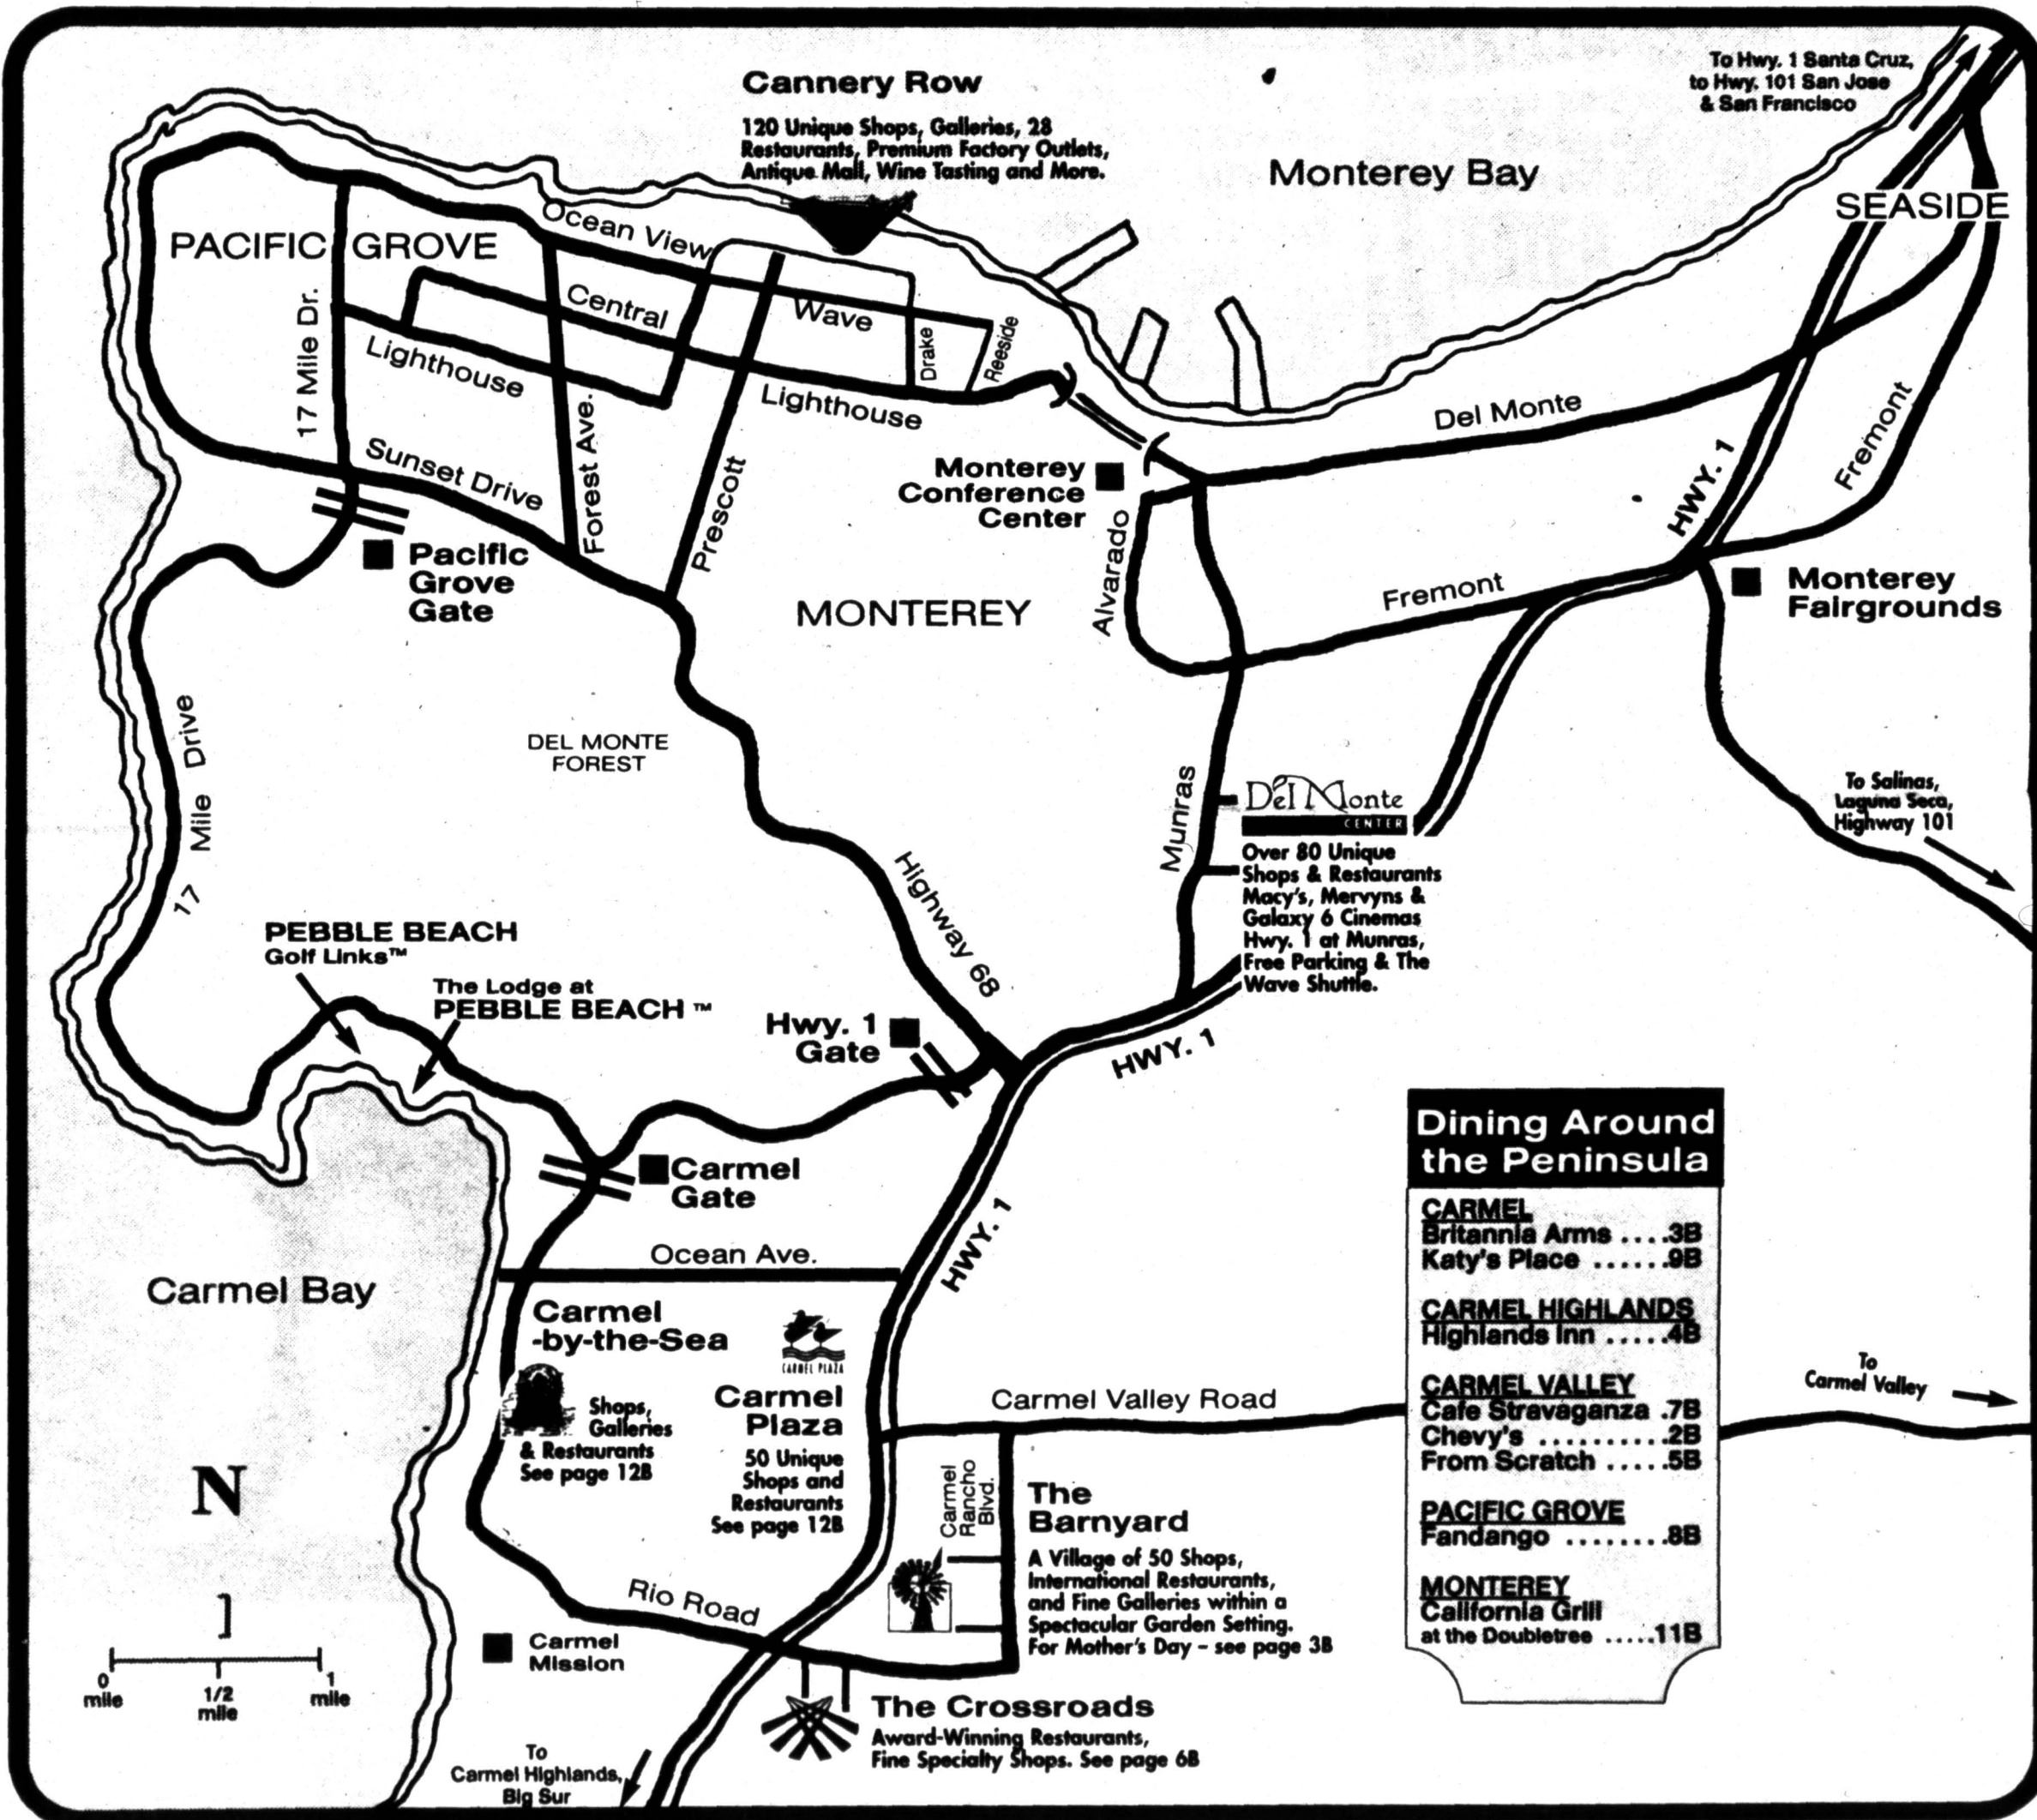 To Hwy. 1 Santa Cruz,
to Hwy. 101 San Jose
& San Francisco
Cannery Row
120 Unique Shops, Galleries, 28
Restaurants, Premium Factory Outlets,
Antique Mall, Wine Tasting and More.
Monterey Bay
SEASIDE
PACIFIC GROVE
Ocean View
Central
Wave
Drake
Reeside
17 Mile Dr.
Lighthouse
Lighthouse
Forest Ave.
Prescott
Sunset Drive
Del Monte
HWY. 1
Fremont
Monterey
Conference
Center
Alvarado
Pacific
Grove
Gate
MONTEREY
Fremont
Monterey
Fairgrounds
17 Mile Drive
DEL MONTE
FOREST
Munras
Del Monte
CENTER
Over 80 Unique
Shops & Restaurants
Macy's, Mervyns &
Galaxy 6 Cinemas
Hwy. 1 at Munras,
Free Parking & The
Wave Shuttle.
To Salinas,
Laguna Seca,
Highway 101
Highway 68
PEBBLE BEACH
Golf Links™
The Lodge at
PEBBLE BEACH ™
Hwy. 1
Gate
HWY. 1
Carmel
Gate
HWY. 1
Ocean Ave.
Carmel Bay
Carmel
-by-the-Sea
Shops,
Galleries
& Restaurants
See page 12B
CARMEL PLAZA
Carmel
Plaza
50 Unique
Shops and
Restaurants
See page 12B
Carmel Valley Road
To
Carmel Valley
Carmel
Rancho
Blvd.
The
Barnyard
A Village of 50 Shops,
International Restaurants,
and Fine Galleries within a
Spectacular Garden Setting.
For Mother's Day – see page 3B
Rio Road
Carmel
Mission
The Crossroads
Award-Winning Restaurants,
Fine Specialty Shops. See page 6B
To
Carmel Highlands,
Big Sur
N
0
mile
1/2
mile
1
mile
Dining Around
the Peninsula
CARMEL
Britannia Arms ....3B
Katy's Place ......9B
CARMEL HIGHLANDS
Highlands Inn .....4B
CARMEL VALLEY
Cafe Stravaganza .7B
Chevy's ..........2B
From Scratch .....5B
PACIFIC GROVE
Fandango ........8B
MONTEREY
California Grill
at the Doubletree .....11B